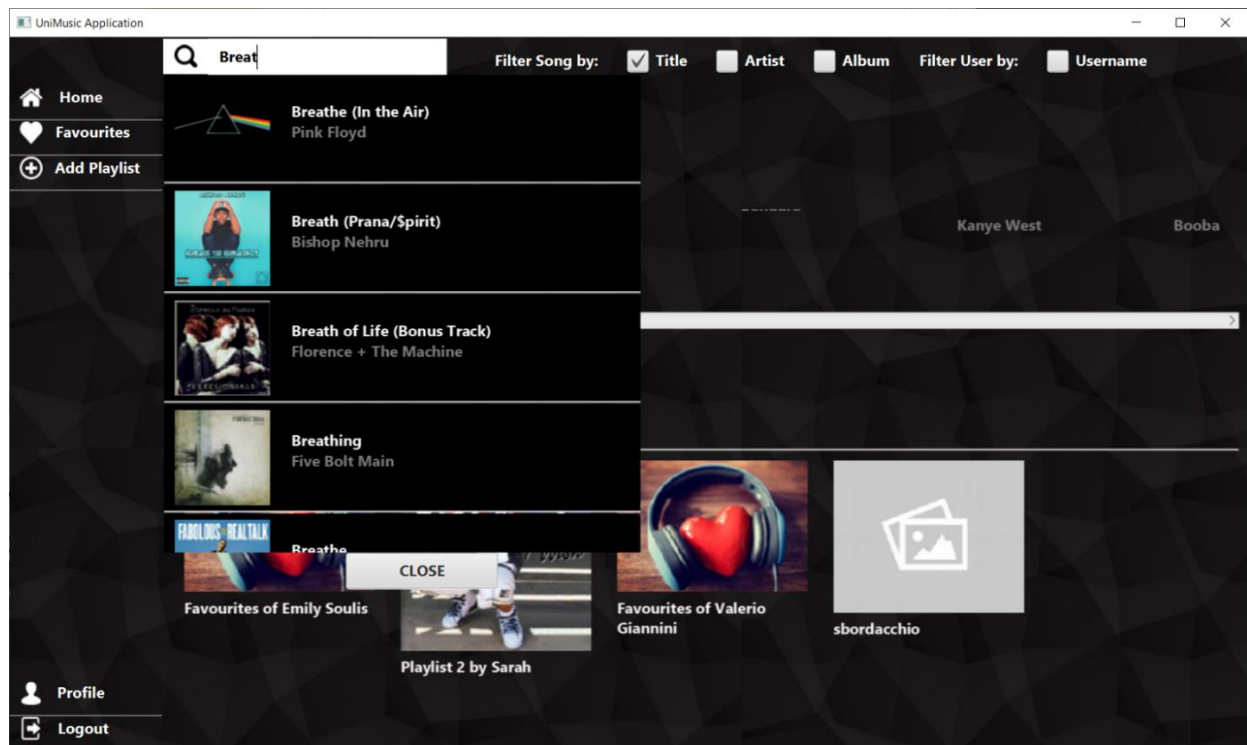 UniMusic Application
Breat
Filter Song by:
Title
Artist
Album
Filter User by:
Username
Home
Favourites
Add Playlist
Breathe (In the Air)
Pink Floyd
Breath (Prana/$pirit)
Bishop Nehru
Breath of Life (Bonus Track)
Florence + The Machine
Breathing
Five Bolt Main
FABOLOUS REALTALK
Breathe
Kanye West
Booba
CLOSE
Favourites of Emily Soulis
Playlist 2 by Sarah
Favourites of Valerio
Giannini
sbordacchio
Profile
Logout